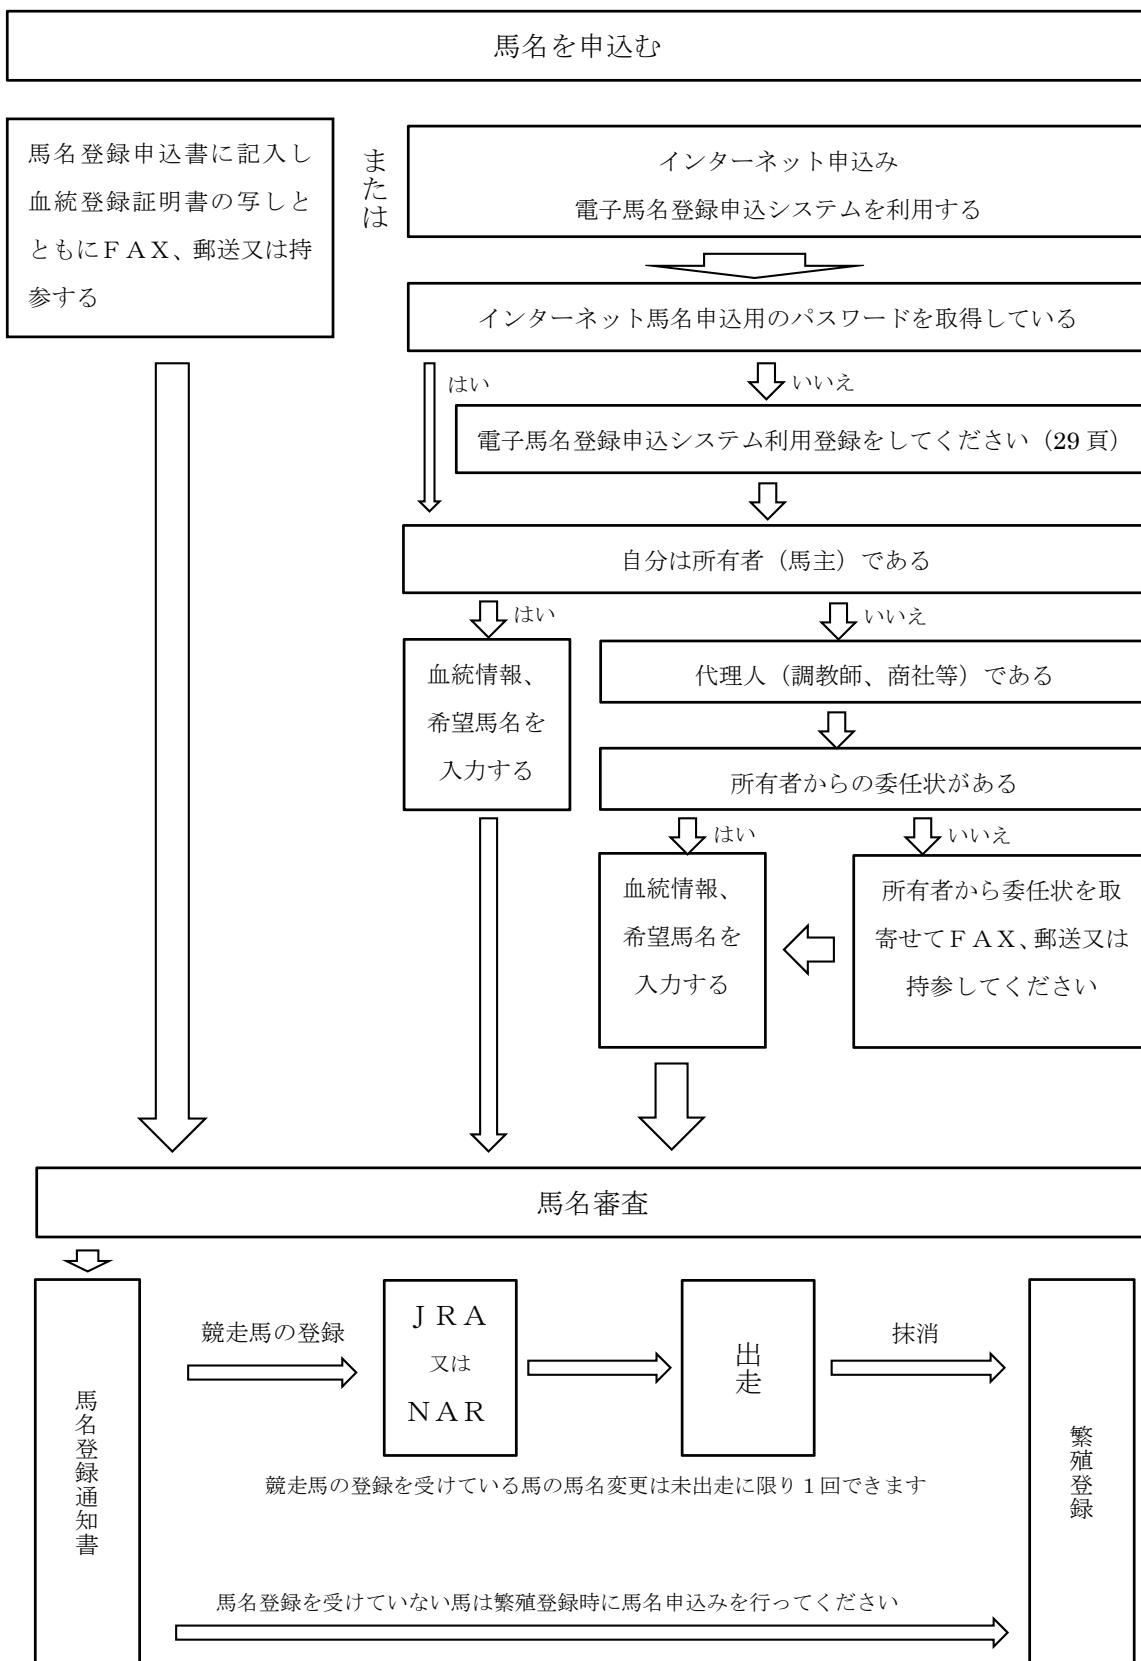 馬名を申込む
馬名登録申込書に記入し
血統登録証明書の写しと
ともにＦＡＸ、郵送又は持
参する
または
インターネット申込み
電子馬名登録申込システムを利用する
インターネット馬名申込用のパスワードを取得している
はい
いいえ
電子馬名登録申込システム利用登録をしてください（29 頁）
自分は所有者（馬主）である
はい
いいえ
血統情報、
希望馬名を
入力する
代理人（調教師、商社等）である
所有者からの委任状がある
はい
いいえ
血統情報、
希望馬名を
入力する
所有者から委任状を取
寄せてＦＡＸ、郵送又は
持参してください
馬名審査
馬名登録通知書
競走馬の登録
ＪＲＡ
又は
ＮＡＲ
出走
抹消
繁殖登録
競走馬の登録を受けている馬の馬名変更は未出走に限り１回できます
馬名登録を受けていない馬は繁殖登録時に馬名申込みを行ってください